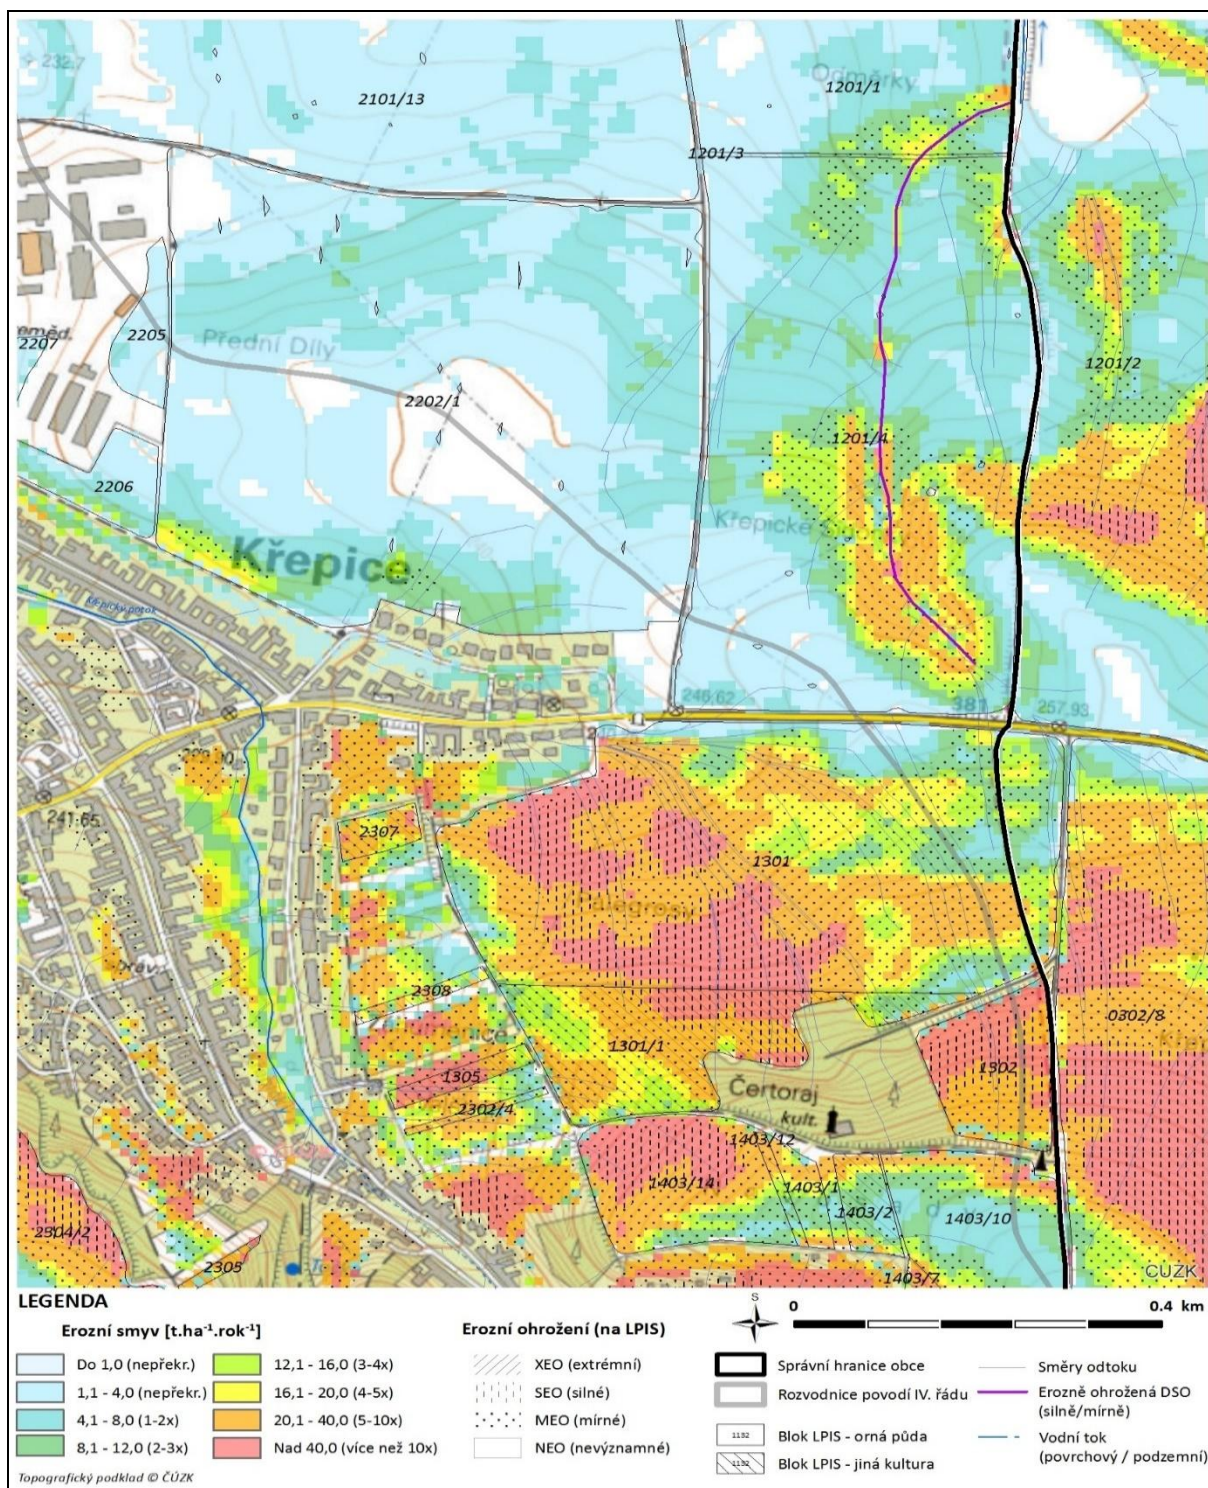 232.7
Odměrky
1201/1
2101/13
1201/3
2205
2207
Přední Díly
2202/1
1201/2
1201/4
2206
Křepické
Křepice
Křepický potok
246.62
381
257.93
241.65
2307
1301
Palegrosy
2308
1301/1
0302/8
1305
1302
2302/4
Čertoraj
kult.
1403/12
1403/14
1403/1
1403/2
1403/10
2304/2
2305
1403/7
ČÚZK
LEGENDA
Erozní smyv [t.ha⁻¹.rok⁻¹]
Do 1,0 (nepřekr.)
1,1 - 4,0 (nepřekr.)
4,1 - 8,0 (1-2x)
8,1 - 12,0 (2-3x)
12,1 - 16,0 (3-4x)
16,1 - 20,0 (4-5x)
20,1 - 40,0 (5-10x)
Nad 40,0 (více než 10x)
Topografický podklad © ČÚZK
Erozní ohrožení (na LPIS)
XEO (extrémní)
SEO (silné)
MEO (mírné)
NEO (nevýznamné)
S
0 0.4 km
Správní hranice obce
Rozvodnice povodí IV. řádu
1132 Blok LPIS - orná půda
1132 Blok LPIS - jiná kultura
Směry odtoku
Erozně ohrožená DSO
(silně/mírně)
Vodní tok
(povrchový / podzemní)